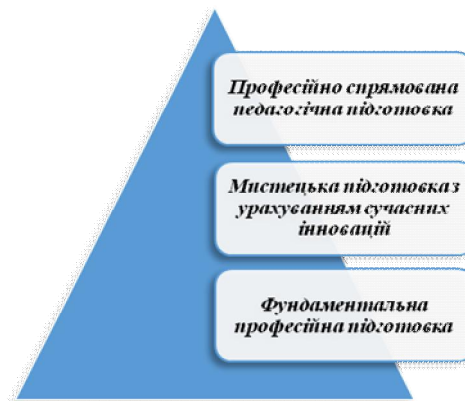 Професійно спрямована
педагогічна підготовка
Мистецька підготовка з
урахуванням сучасних
інновацій
Фундаментальна
професійна підготовка